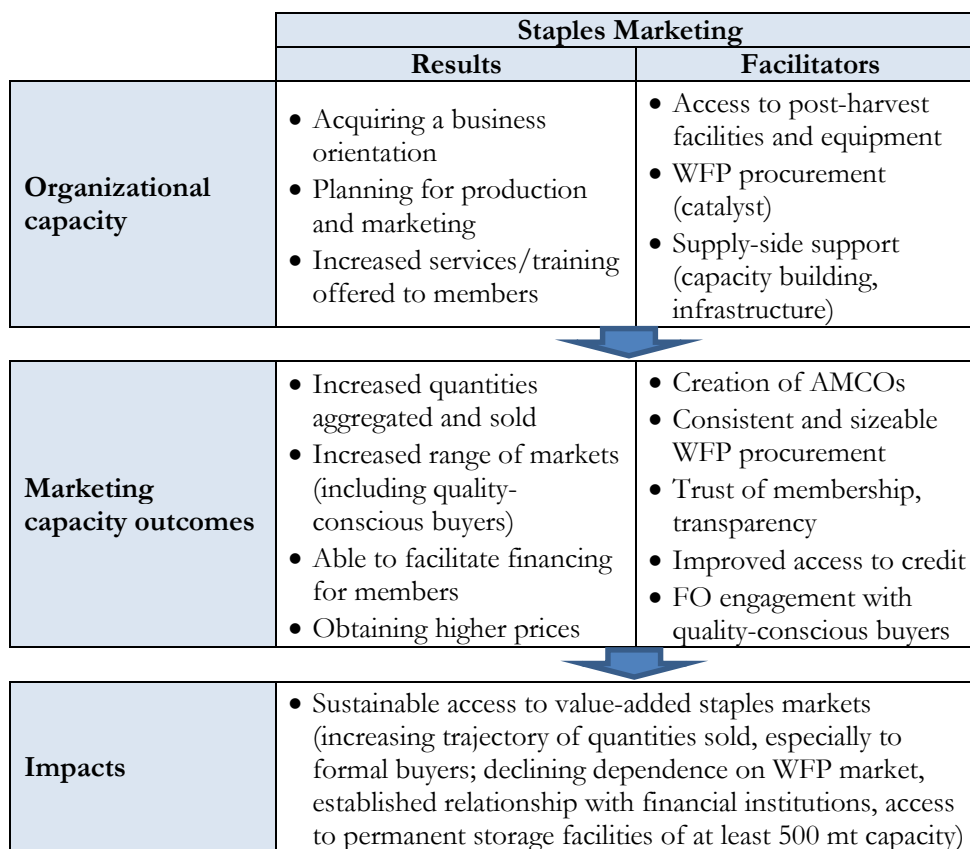 Staples Marketing
Results
Facilitators
Organizational
capacity
• Acquiring a business
orientation
• Planning for production
and marketing
• Increased services/training
offered to members
• Access to post-harvest
facilities and equipment
• WFP procurement
(catalyst)
• Supply-side support
(capacity building,
infrastructure)
Marketing
capacity outcomes
• Increased quantities
aggregated and sold
• Increased range of markets
(including quality-
conscious buyers)
• Able to facilitate financing
for members
• Obtaining higher prices
• Creation of AMCOs
• Consistent and sizeable
WFP procurement
• Trust of membership,
transparency
• Improved access to credit
• FO engagement with
quality-conscious buyers
Impacts
• Sustainable access to value-added staples markets
(increasing trajectory of quantities sold, especially to
formal buyers; declining dependence on WFP market,
established relationship with financial institutions, access
to permanent storage facilities of at least 500 mt capacity)